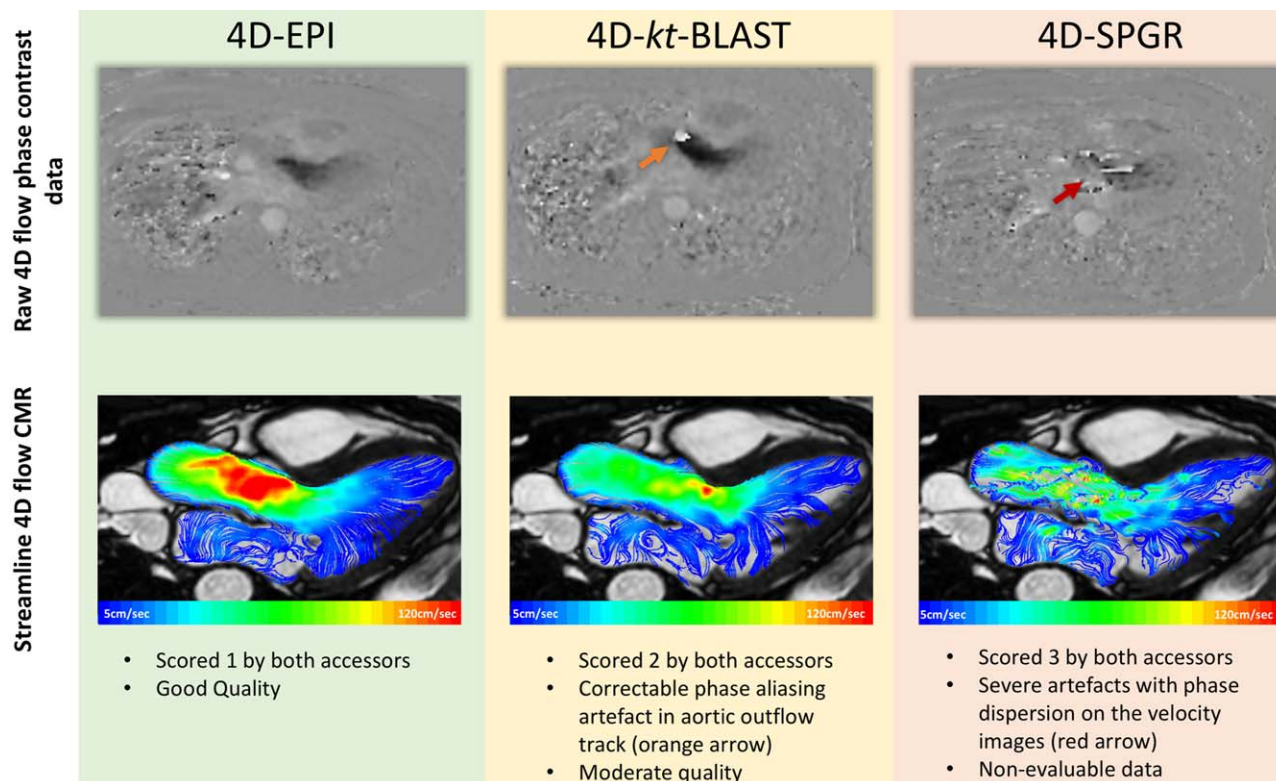 4D-EPI
4D-kt-BLAST
4D-SPGR
Raw 4D flow phase contrast
data
Streamline 4D flow CMR
5cm/sec
120cm/sec
5cm/sec
120cm/sec
5cm/sec
120cm/sec
• Scored 1 by both accessors
• Good Quality
• Scored 2 by both accessors
• Correctable phase aliasing
artefact in aortic outflow
track (orange arrow)
• Moderate quality
• Scored 3 by both accessors
• Severe artefacts with phase
dispersion on the velocity
images (red arrow)
• Non-evaluable data